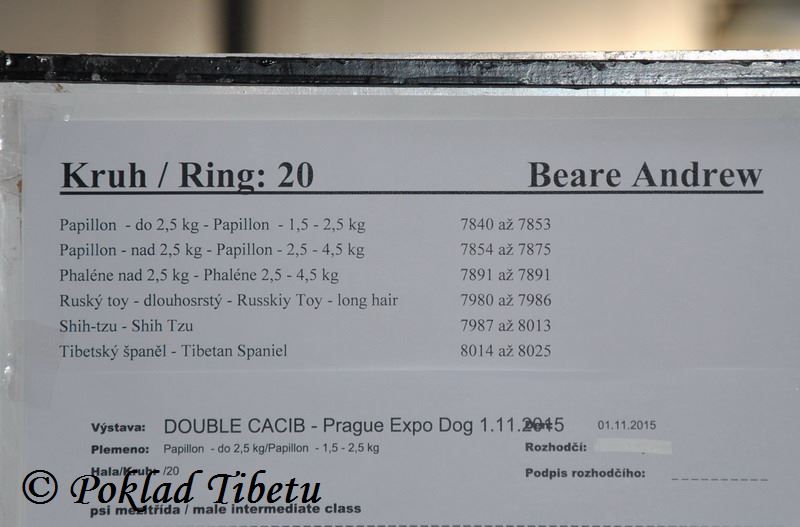 Kruh / Ring: 20 Beare Andrew
Papillon - do 2,5 kg - Papillon - 1,5 - 2,5 kg 7840 až 7853
Papillon - nad 2,5 kg - Papillon - 2,5 - 4,5 kg 7854 až 7875
Phaléne nad 2,5 kg - Phaléne 2,5 - 4,5 kg 7891 až 7891
Ruský toy - dlouhosrstý - Russkiy Toy - long hair 7980 až 7986
Shih-tzu - Shih Tzu 7987 až 8013
Tibetský španěl - Tibetan Spaniel 8014 až 8025
Výstava: DOUBLE CACIB - Prague Expo Dog 1.11.2015 01.11.2015
Plemeno: Papillon - do 2,5 kg/Papillon - 1,5 - 2,5 kg Rozhodčí:
Hala/Kruh: /20 Podpis rozhodčího:
© Poklad Tibetu
psi mezitřída / male intermediate class